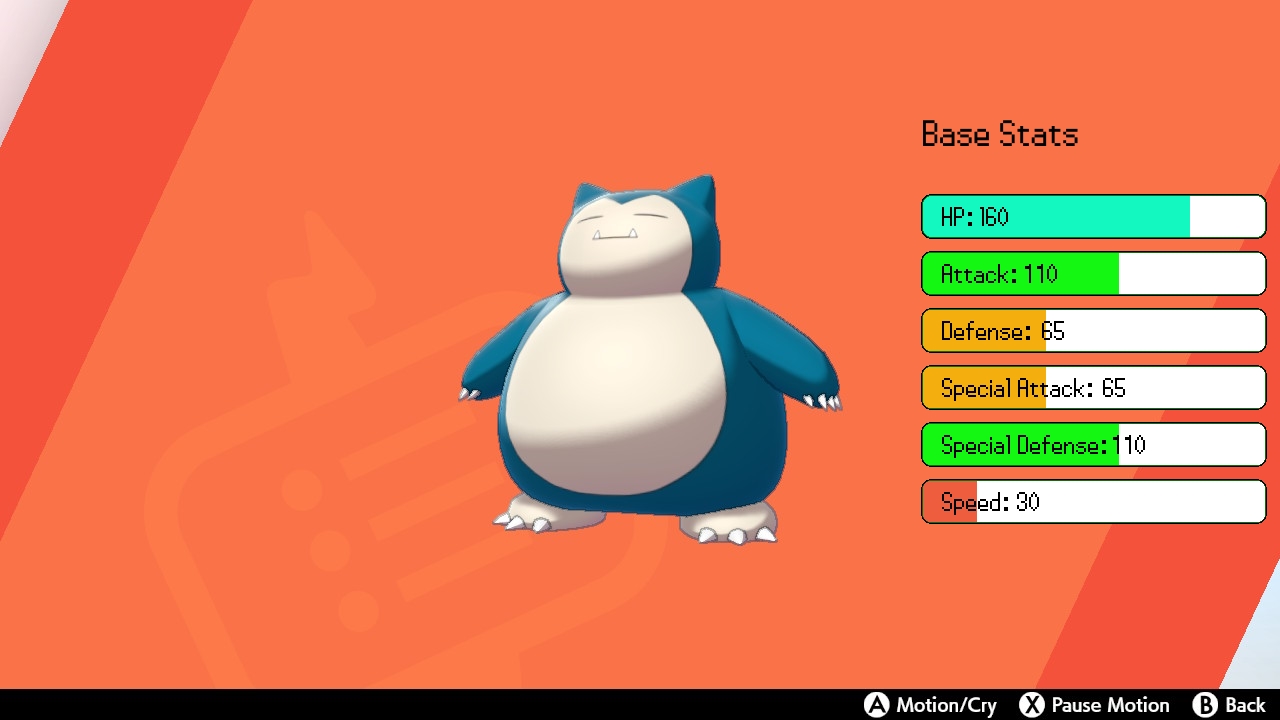 Base Stats
HP: 160
Attack: 110
Defense: 65
Special Attack: 65
Special Defense: 110
Speed: 30
A Motion/Cry X Pause Motion B Back